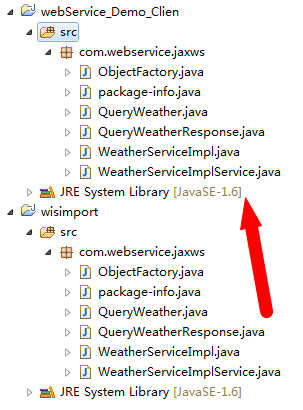 webService_Demo_Clien
src
com.webservice.jaxws
ObjectFactory.java
package-info.java
QueryWeather.java
QueryWeatherResponse.java
WeatherServiceImpl.java
WeatherServiceImplService.java
JRE System Library [JavaSE-1.6]
wisimport
src
com.webservice.jaxws
ObjectFactory.java
package-info.java
QueryWeather.java
QueryWeatherResponse.java
WeatherServiceImpl.java
WeatherServiceImplService.java
JRE System Library [JavaSE-1.6]